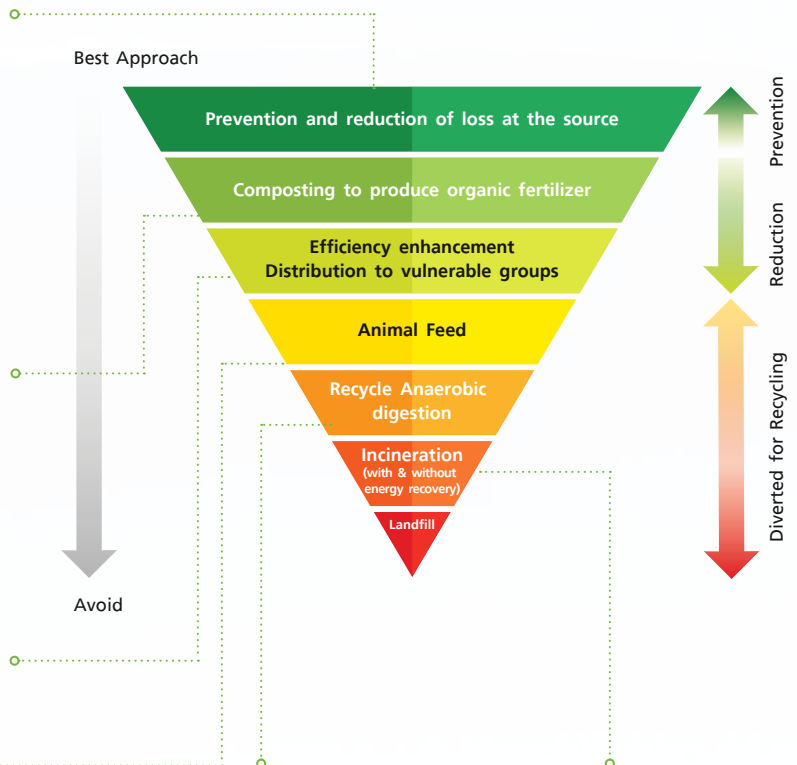 Best Approach
Prevention and reduction of loss at the source
Composting to produce organic fertilizer
Efficiency enhancement
Distribution to vulnerable groups
Animal Feed
Recycle Anaerobic
digestion
Incineration
(with & without
energy recovery)
Landfill
Avoid
Prevention
Reduction
Diverted for Recycling